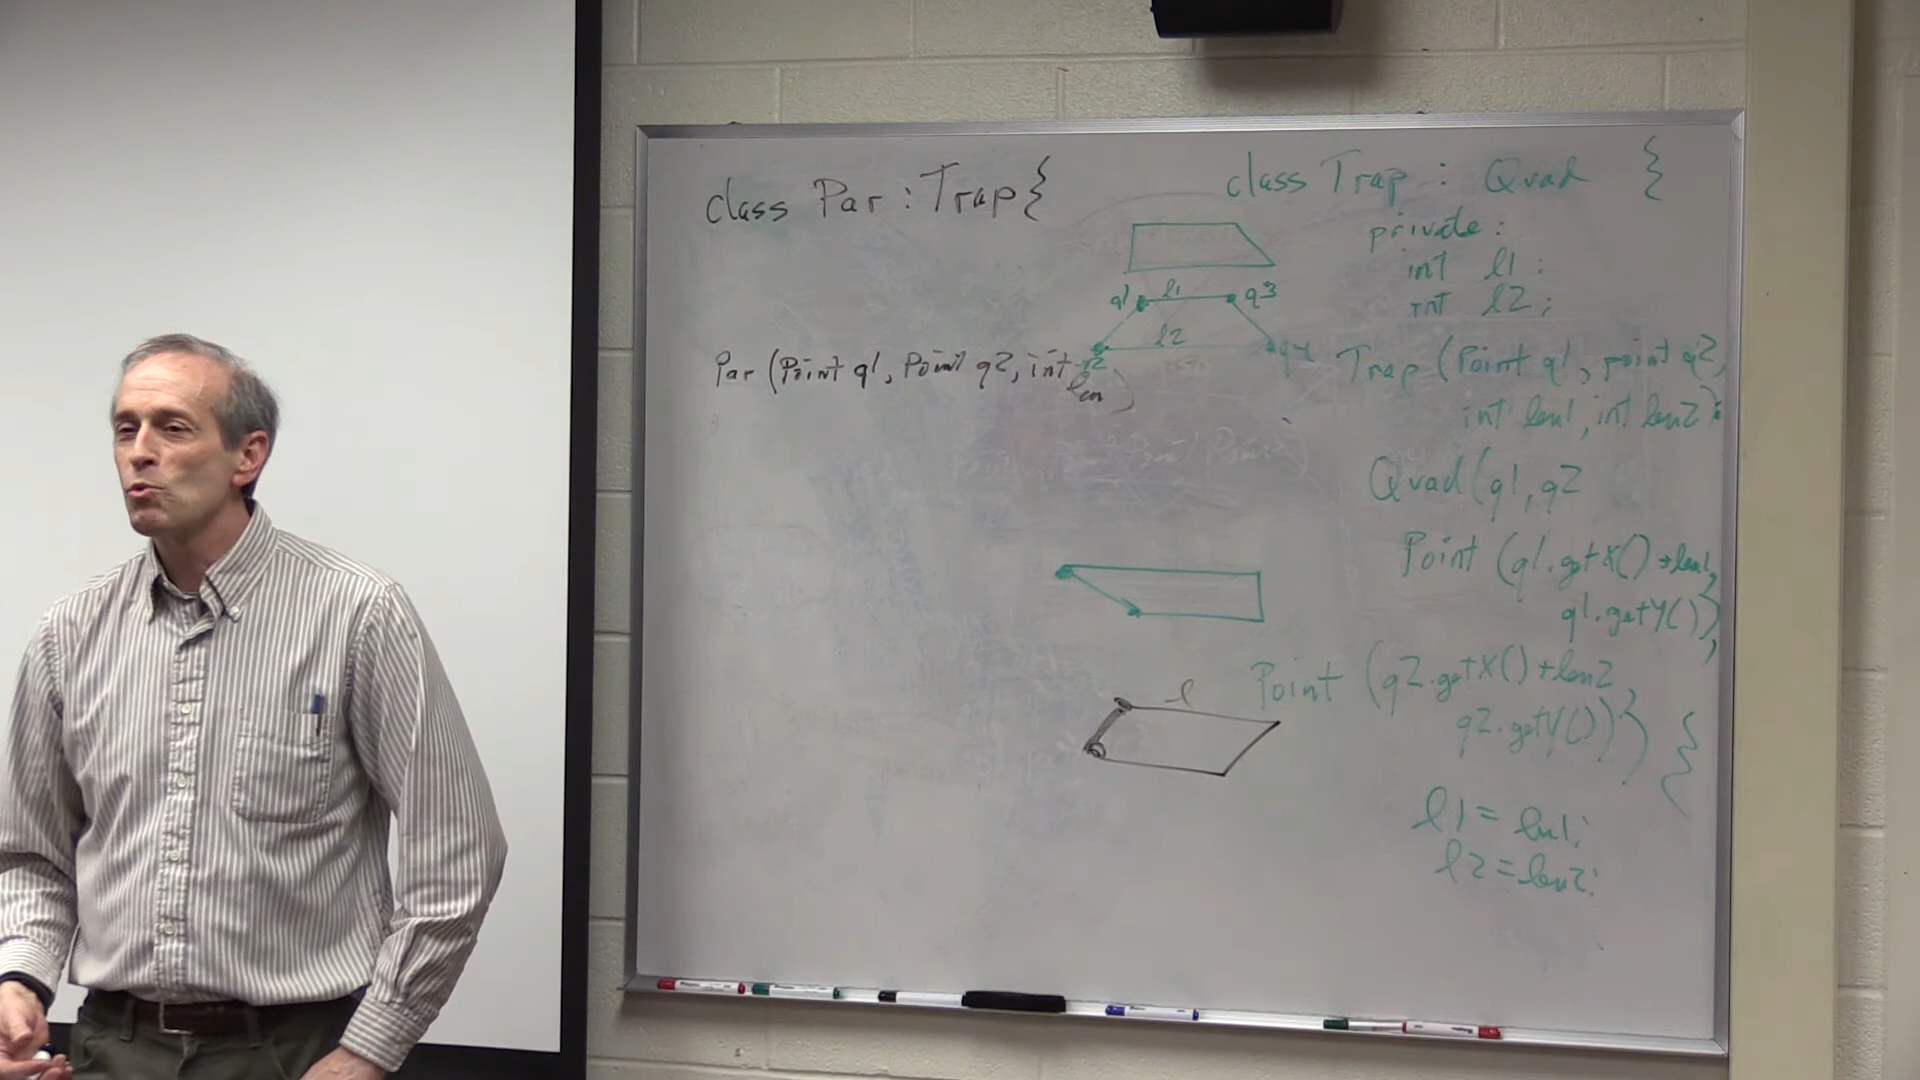 class Par : Trap {
Par (Point q1, Point q2, int len)
class Trap : Quad {
private:
int l1;
int l2;
q1 l1 q3
l2
q2 q4
Trap (Point q1, point q2,
int len1, int len2):
Quad(q1, q2
Point (q1.getX()+len1,
q1.getY()),
Point (q2.getX()+len2,
q2.getY())) {
l
l1 = len1;
l2 = len2;